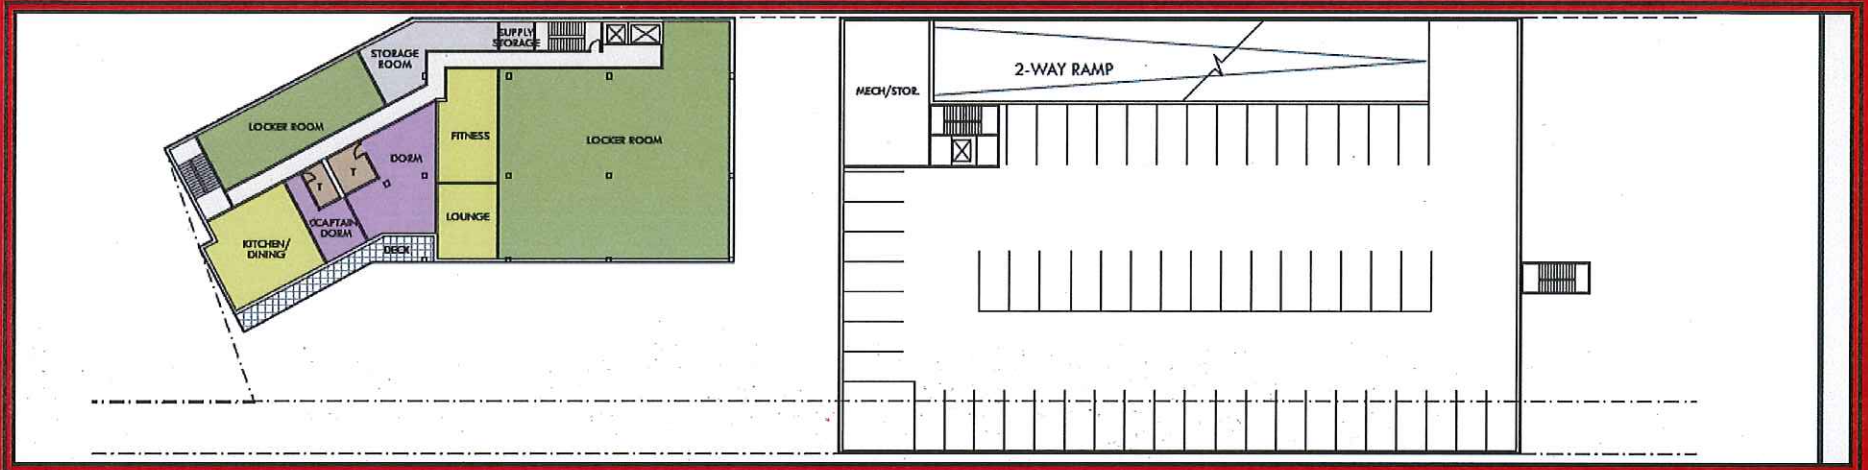 SUPPLY
STORAGE
STORAGE
ROOM
LOCKER ROOM
FITNESS
LOCKER ROOM
DORM
T
T
LOUNGE
CAPTAIN
DORM
KITCHEN/
DINING
DECK
2-WAY RAMP
MECH/STOR.